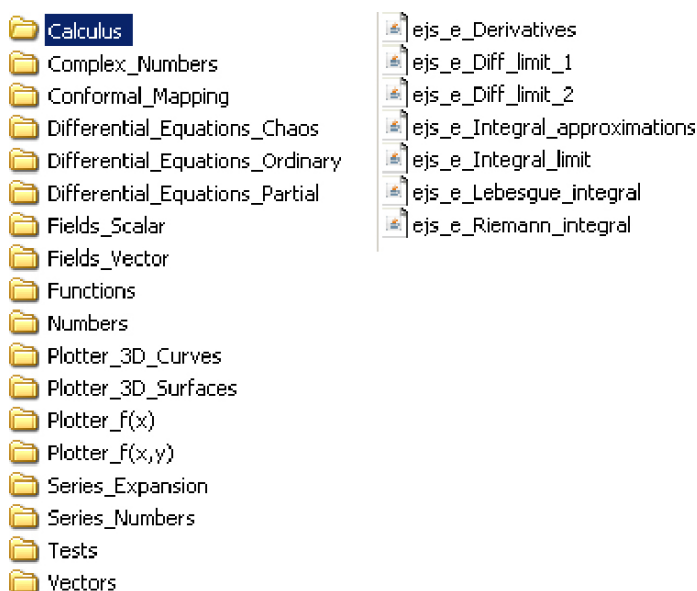 Calculus
Complex_Numbers
Conformal_Mapping
Differential_Equations_Chaos
Differential_Equations_Ordinary
Differential_Equations_Partial
Fields_Scalar
Fields_Vector
Functions
Numbers
Plotter_3D_Curves
Plotter_3D_Surfaces
Plotter_f(x)
Plotter_f(x,y)
Series_Expansion
Series_Numbers
Tests
Vectors
ejs_e_Derivatives
ejs_e_Diff_limit_1
ejs_e_Diff_limit_2
ejs_e_Integral_approximations
ejs_e_Integral_limit
ejs_e_Lebesgue_integral
ejs_e_Riemann_integral